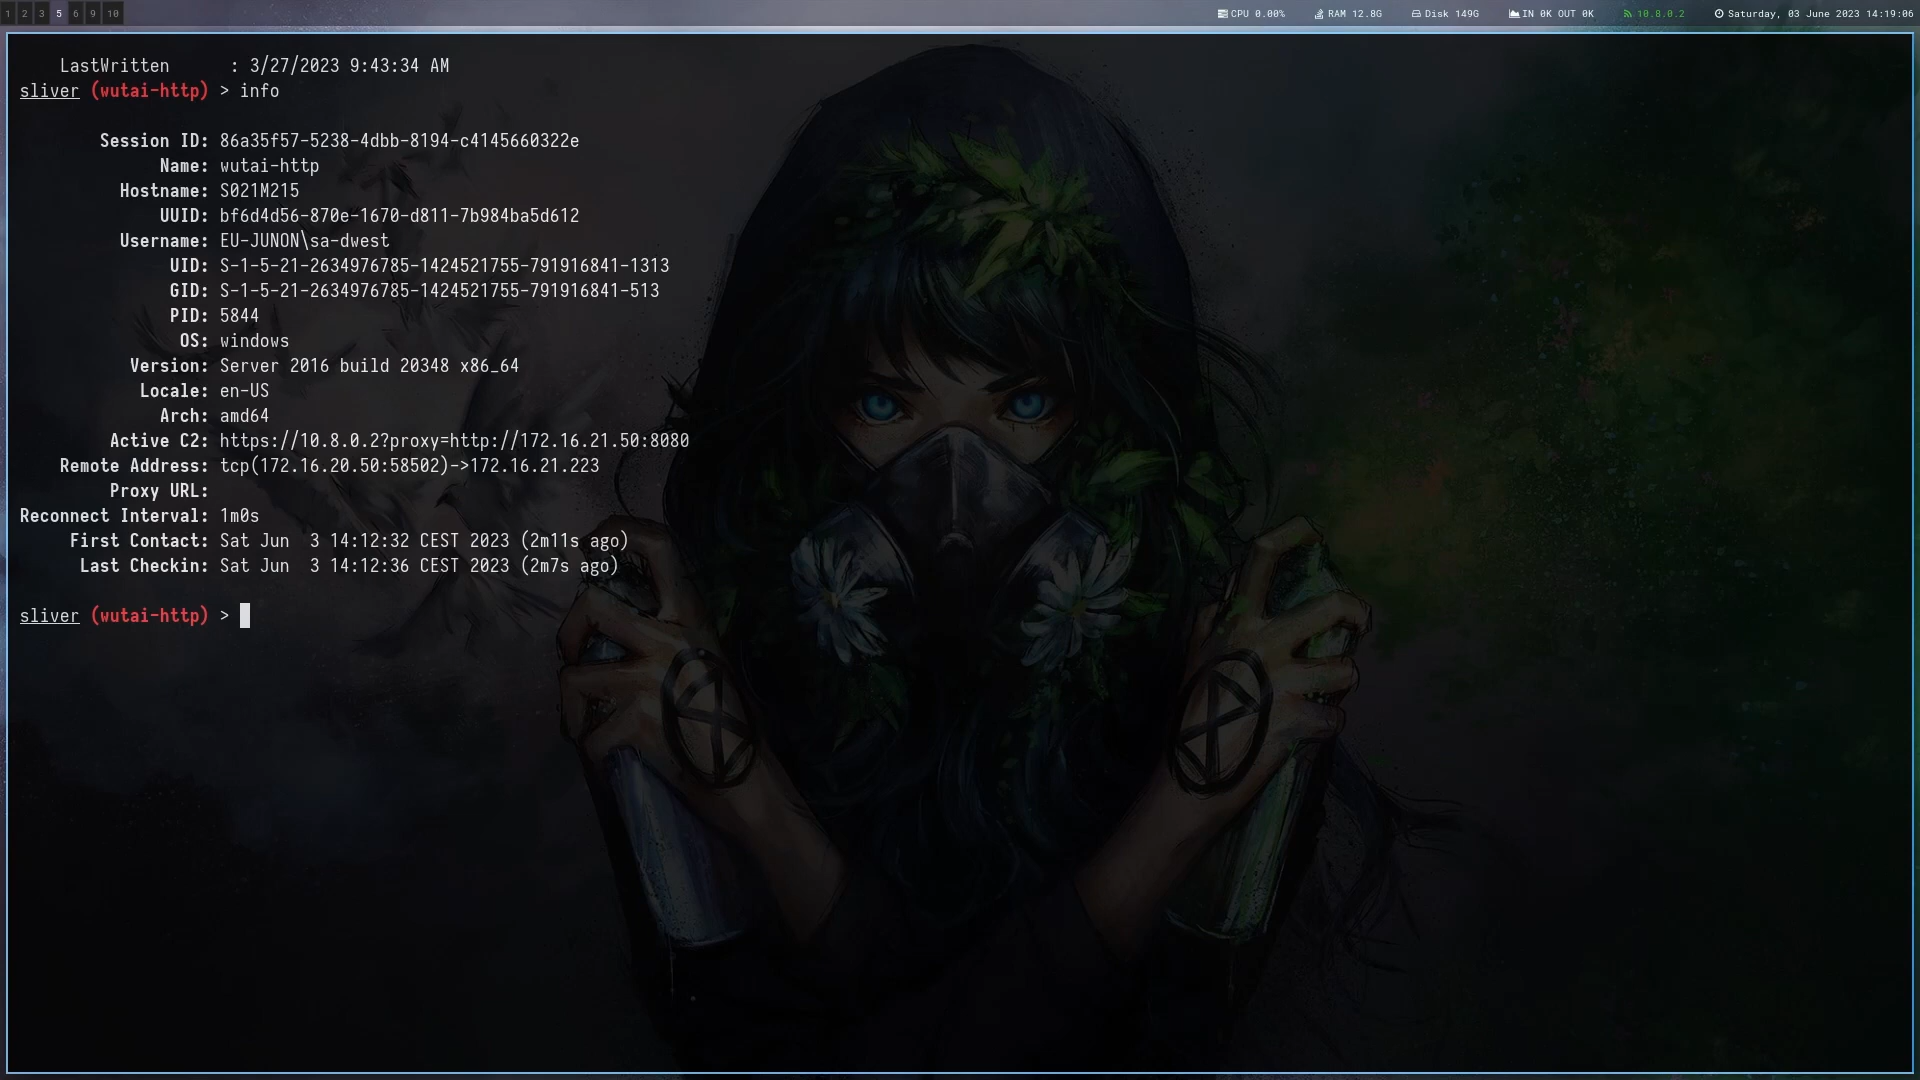 1 2 3 5 6 9 10 CPU 0.00% RAM 12.8G Disk 149G IN 0K OUT 0K 10.8.0.2 Saturday, 03 June 2023 14:19:06
LastWritten : 3/27/2023 9:43:34 AM
sliver (wutai-http) > info
Session ID: 86a35f57-5238-4dbb-8194-c4145660322e
Name: wutai-http
Hostname: S021M215
UUID: bf6d4d56-870e-1670-d811-7b984ba5d612
Username: EU-JUNON\sa-dwest
UID: S-1-5-21-2634976785-1424521755-791916841-1313
GID: S-1-5-21-2634976785-1424521755-791916841-513
PID: 5844
OS: windows
Version: Server 2016 build 20348 x86_64
Locale: en-US
Arch: amd64
Active C2: https://10.8.0.2?proxy=http://172.16.21.50:8080
Remote Address: tcp(172.16.20.50:58502)->172.16.21.223
Proxy URL:
Reconnect Interval: 1m0s
First Contact: Sat Jun  3 14:12:32 CEST 2023 (2m11s ago)
Last Checkin: Sat Jun  3 14:12:36 CEST 2023 (2m7s ago)
sliver (wutai-http) >